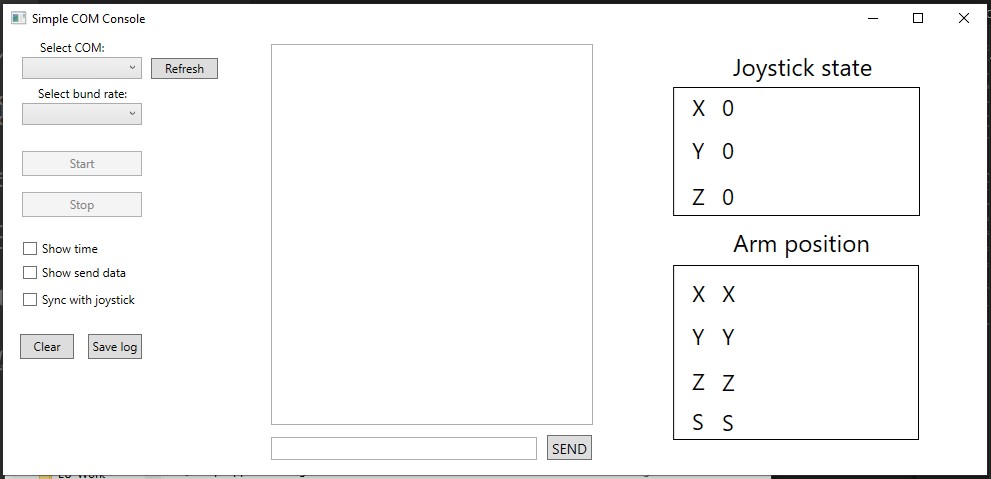 Simple COM Console
Select COM:
Refresh
Select bund rate:
Start
Stop
Show time
Show send data
Sync with joystick
Clear
Save log
SEND
Joystick state
X 0
Y 0
Z 0
Arm position
X X
Y Y
Z Z
S S